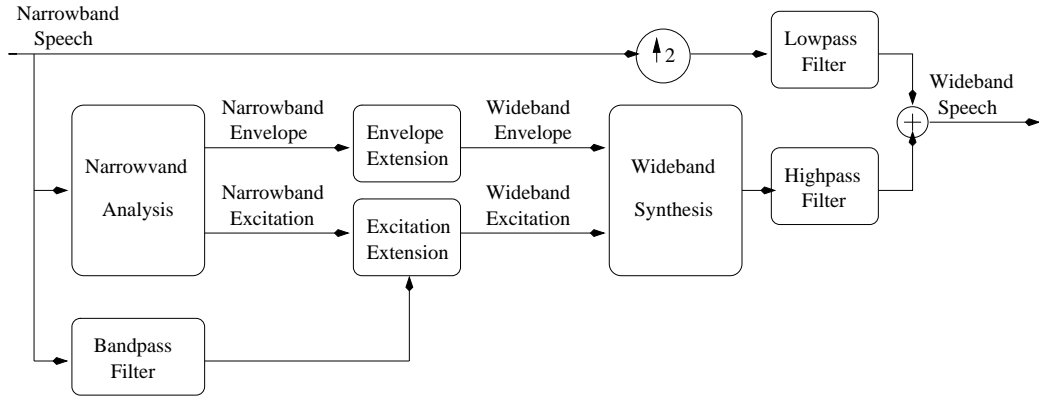 Narrowband
Speech
2
Lowpass
Filter
Wideband
Speech
+
Narrowvand
Analysis
Narrowband
Envelope
Envelope
Extension
Wideband
Envelope
Narrowband
Excitation
Excitation
Extension
Wideband
Excitation
Wideband
Synthesis
Highpass
Filter
Bandpass
Filter